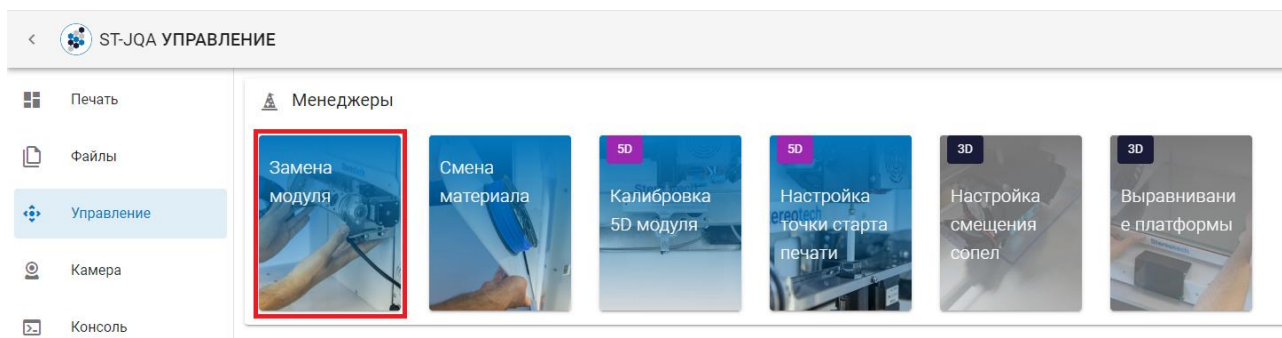 ST-JQA УПРАВЛЕНИЕ
Печать
Файлы
Управление
Камера
Консоль
Менеджеры
Замена
модуля
Смена
материала
5D
Калибровка
5D модуля
5D
Настройка
точки старта
печати
3D
Настройка
смещения
сопел
3D
Выравнивани
е платформы